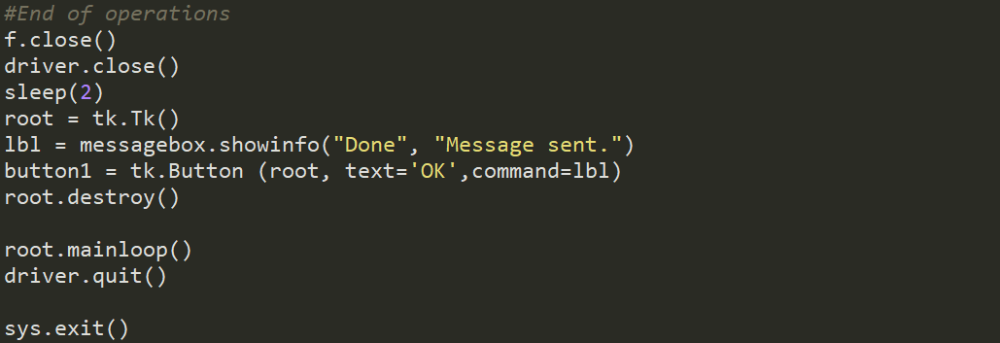 #End of operations
f.close()
driver.close()
sleep(2)
root = tk.Tk()
lbl = messagebox.showinfo("Done", "Message sent.")
button1 = tk.Button (root, text='OK',command=lbl)
root.destroy()
root.mainloop()
driver.quit()
sys.exit()